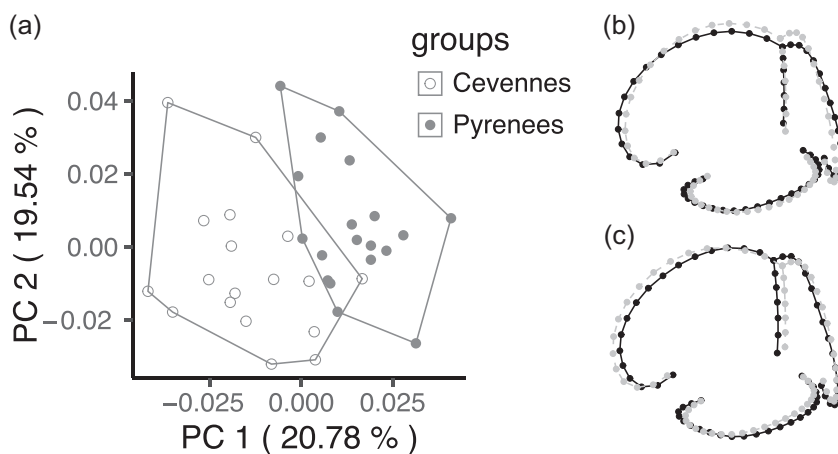 (a)
groups
Cevennes
Pyrenees
PC 2 ( 19.54 % )
0.04
0.02
0.00
−0.02
−0.025
0.000
0.025
PC 1 ( 20.78 % )
(b)
(c)